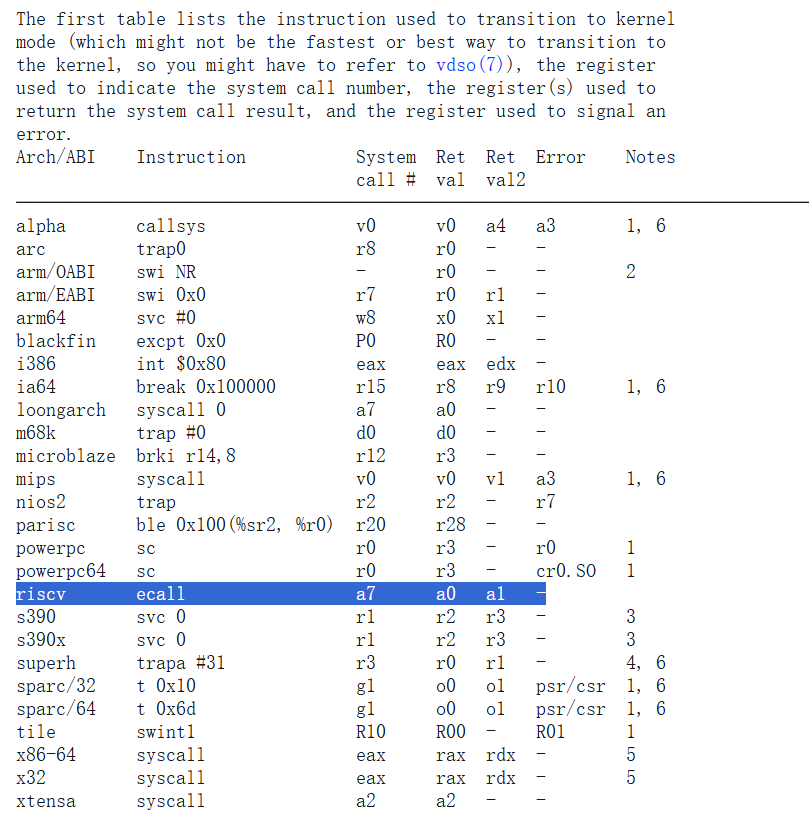 The first table lists the instruction used to transition to kernel
mode (which might not be the fastest or best way to transition to
the kernel, so you might have to refer to vdso(7)), the register
used to indicate the system call number, the register(s) used to
return the system call result, and the register used to signal an
error.
Arch/ABI Instruction System Ret Ret Error Notes
call # val val2
alpha callsys v0 v0 a4 a3 1, 6
arc trap0 r8 r0 - -
arm/OABI swi NR - r0 - - 2
arm/EABI swi 0x0 r7 r0 r1 -
arm64 svc #0 w8 x0 x1 -
blackfin excpt 0x0 P0 R0 - -
i386 int $0x80 eax eax edx -
ia64 break 0x100000 r15 r8 r9 r10 1, 6
loongarch syscall 0 a7 a0 - -
m68k trap #0 d0 d0 - -
microblaze brki r14,8 r12 r3 - -
mips syscall v0 v0 v1 a3 1, 6
nios2 trap r2 r2 - r7
parisc ble 0x100(%sr2, %r0) r20 r28 - -
powerpc sc r0 r3 - r0 1
powerpc64 sc r0 r3 - cr0.SO 1
riscv ecall a7 a0 a1 -
s390 svc 0 r1 r2 r3 - 3
s390x svc 0 r1 r2 r3 - 3
superh trapa #31 r3 r0 r1 - 4, 6
sparc/32 t 0x10 g1 o0 o1 psr/csr 1, 6
sparc/64 t 0x6d g1 o0 o1 psr/csr 1, 6
tile swint1 R10 R00 - R01 1
x86-64 syscall eax rax rdx - 5
x32 syscall eax rax rdx - 5
xtensa syscall a2 a2 - -